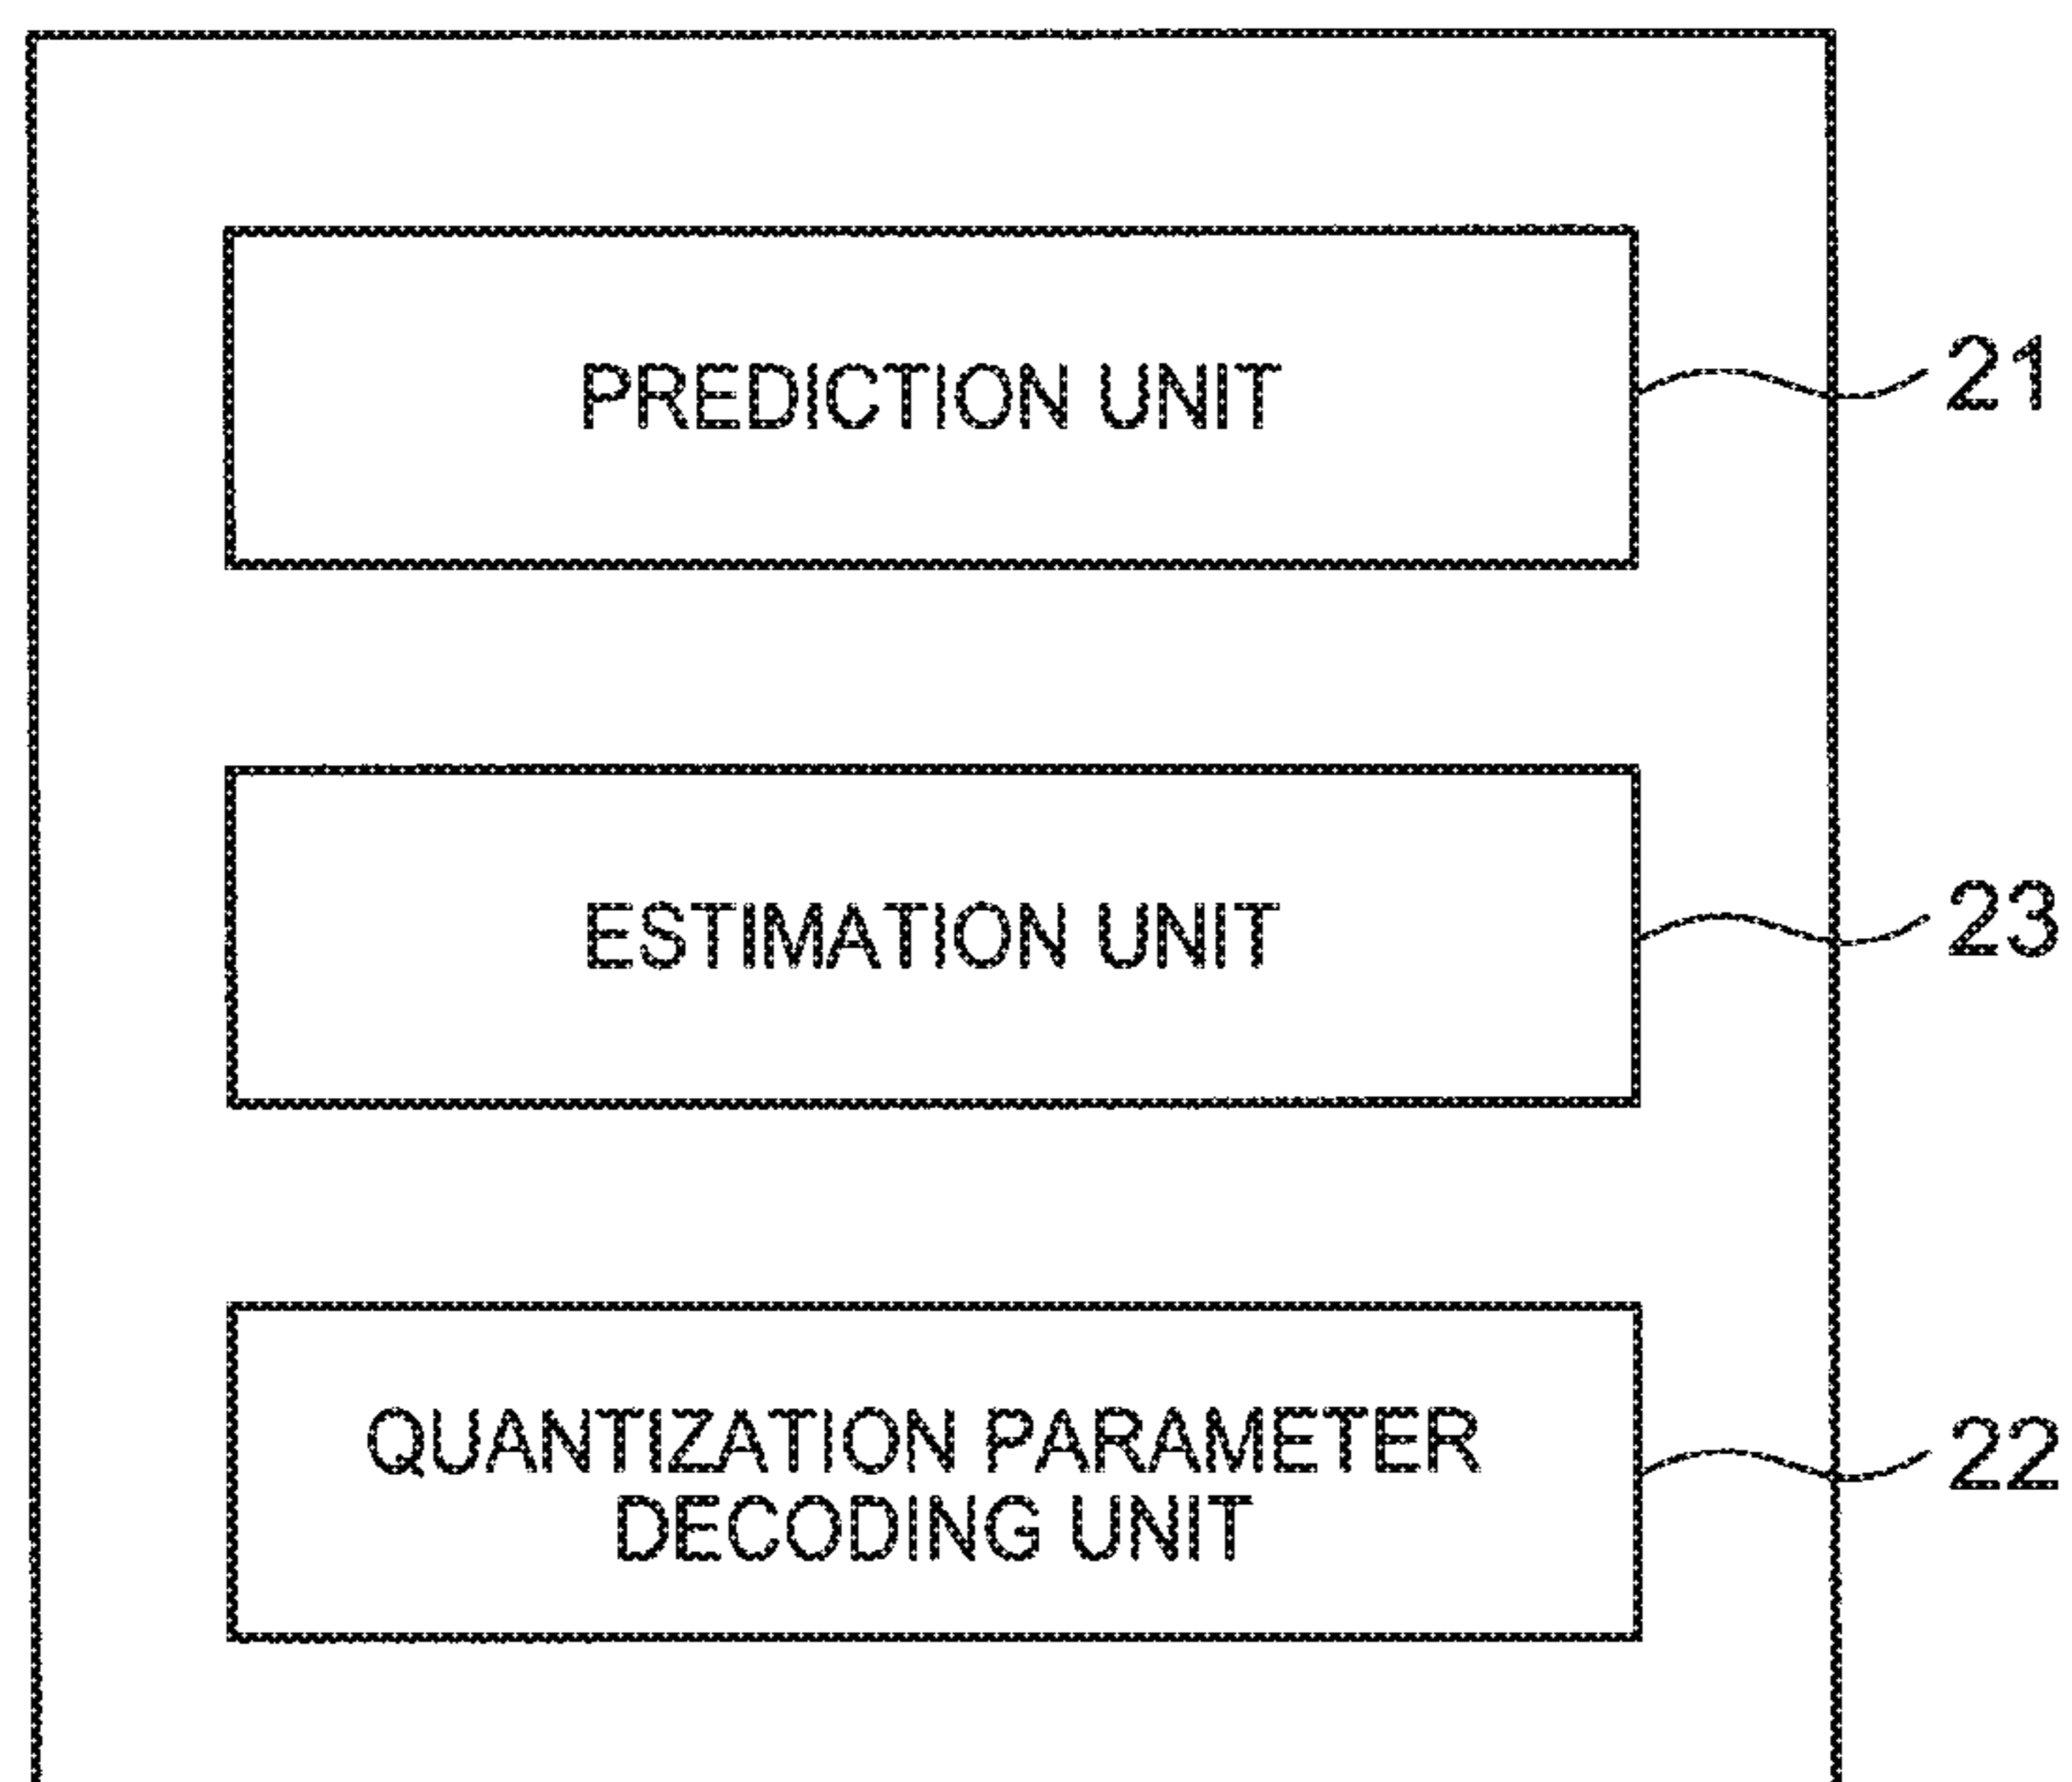 PREDICTION UNIT
21
ESTIMATION UNIT
23
QUANTIZATION PARAMETER
DECODING UNIT
22